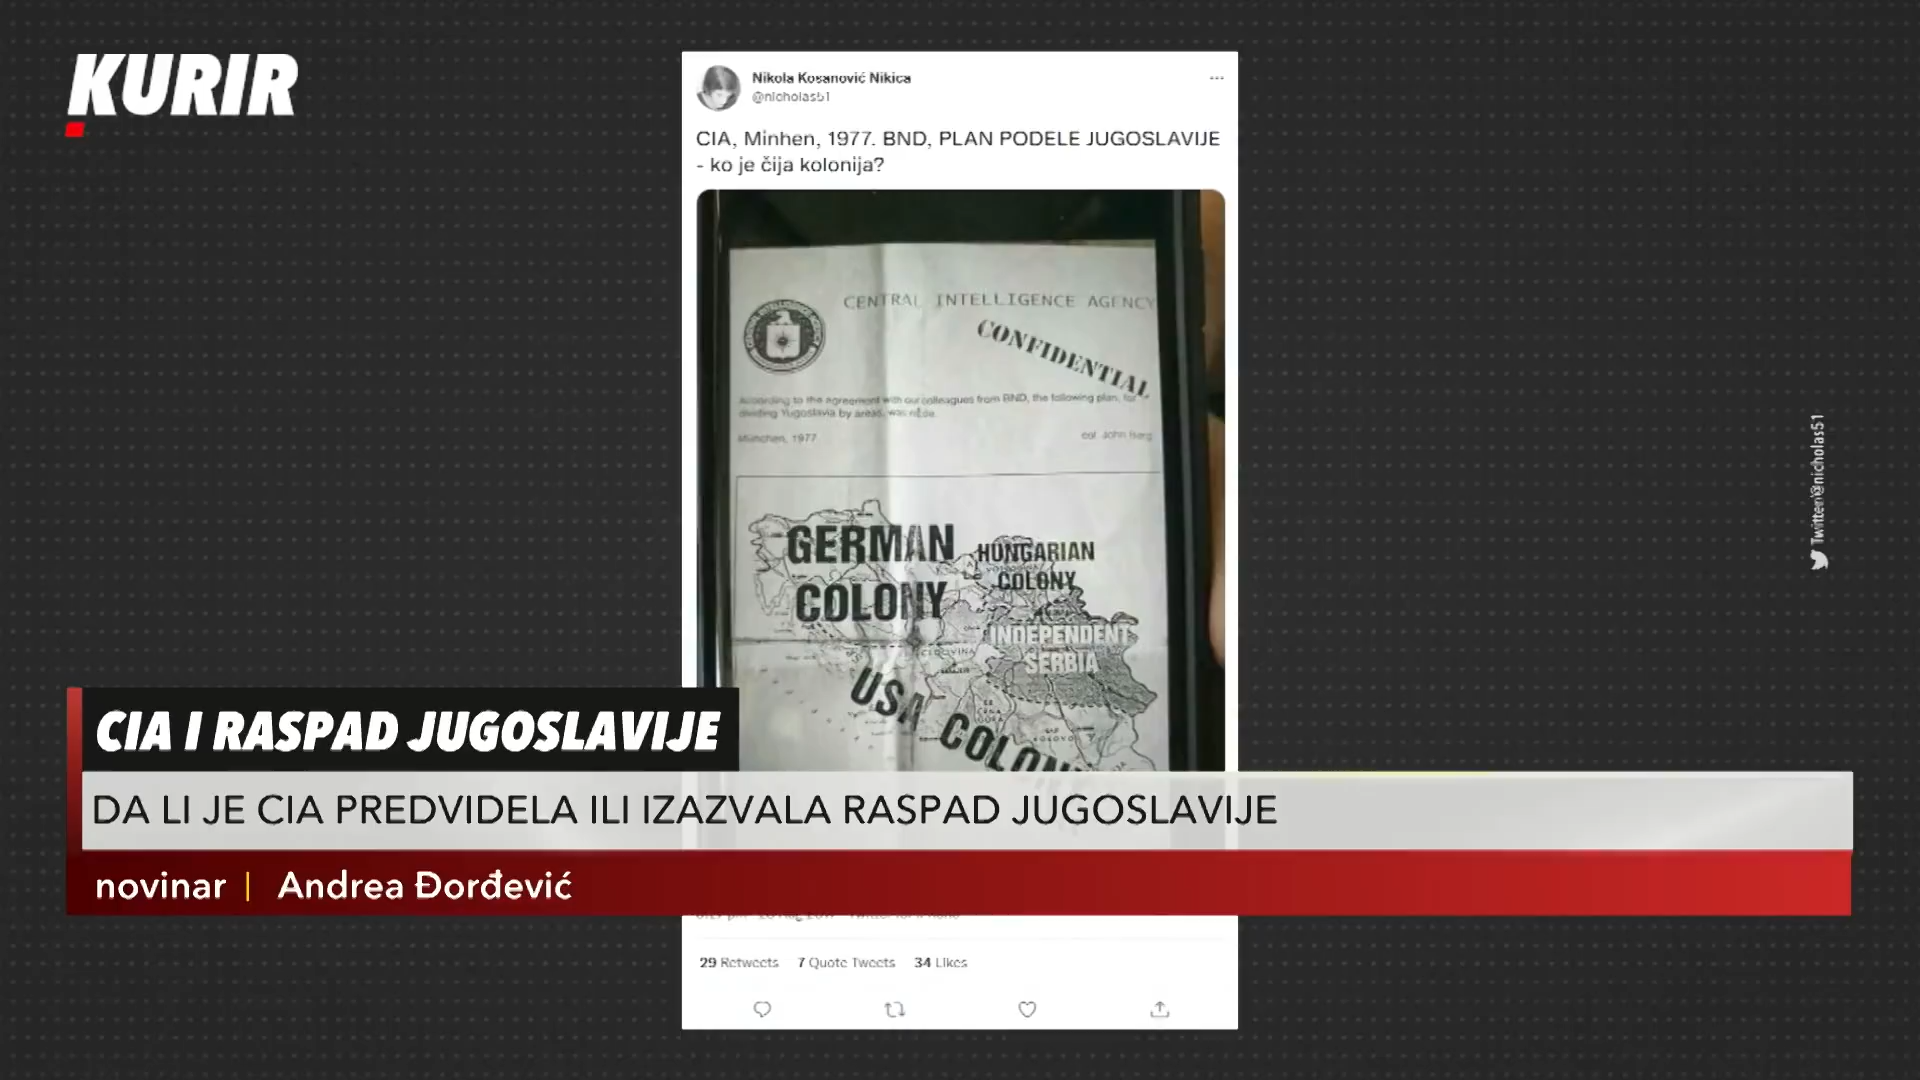 KURIR
Nikola Kosanović Nikica
@nicholas51
CIA, Minhen, 1977. BND, PLAN PODELE JUGOSLAVIJE
- ko je čija kolonija?
CENTRAL INTELLIGENCE AGENCY
CONFIDENTIAL
According to the agreement with our colleagues from BND, the following plan, for
dividing Yugoslavia by areas, was made.
München, 1977
col. John
GERMAN
COLONY
HUNGARIAN
COLONY
INDEPENDENT
SERBIA
USA COLONY
Twitter/@nicholas51
CIA I RASPAD JUGOSLAVIJE
DA LI JE CIA PREDVIDELA ILI IZAZVALA RASPAD JUGOSLAVIJE
novinar | Andrea Đorđević
29 Retweets 7 Quote Tweets 34 Likes